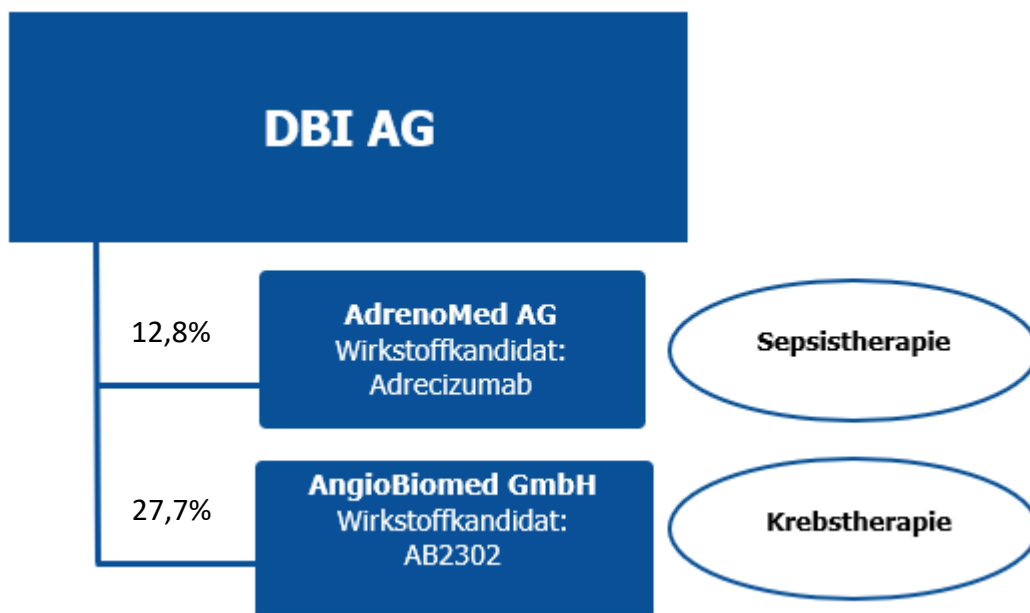 DBI AG
12,8%
AdrenoMed AG
Wirkstoffkandidat:
Adrecizumab
Sepsistherapie
27,7%
AngioBiomed GmbH
Wirkstoffkandidat:
AB2302
Krebstherapie